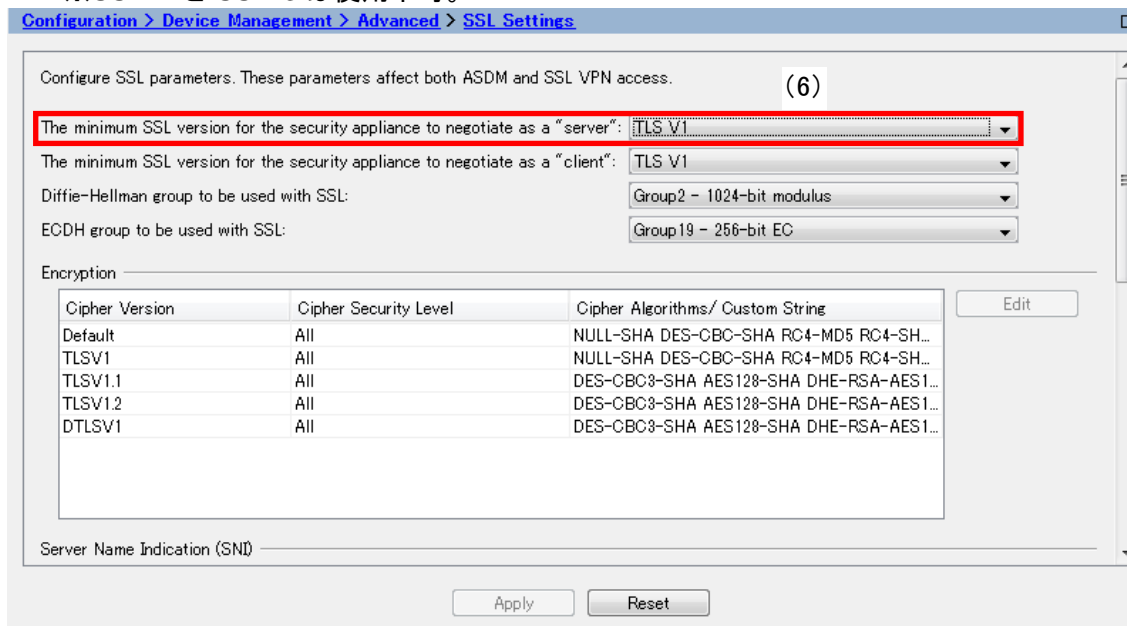 Configuration > Device Management > Advanced > SSL Settings
Configure SSL parameters. These parameters affect both ASDM and SSL VPN access.
(6)
The minimum SSL version for the security appliance to negotiate as a "server": TLS V1
The minimum SSL version for the security appliance to negotiate as a "client": TLS V1
Diffie-Hellman group to be used with SSL: Group2 - 1024-bit modulus
ECDH group to be used with SSL: Group19 - 256-bit EC
Encryption
Cipher Version Cipher Security Level Cipher Algorithms/ Custom String Edit
Default All NULL-SHA DES-CBC-SHA RC4-MD5 RC4-SH...
TLSV1 All NULL-SHA DES-CBC-SHA RC4-MD5 RC4-SH...
TLSV1.1 All DES-CBC3-SHA AES128-SHA DHE-RSA-AES1...
TLSV1.2 All DES-CBC3-SHA AES128-SHA DHE-RSA-AES1...
DTLSV1 All DES-CBC3-SHA AES128-SHA DHE-RSA-AES1...
Server Name Indication (SNI)
Apply Reset